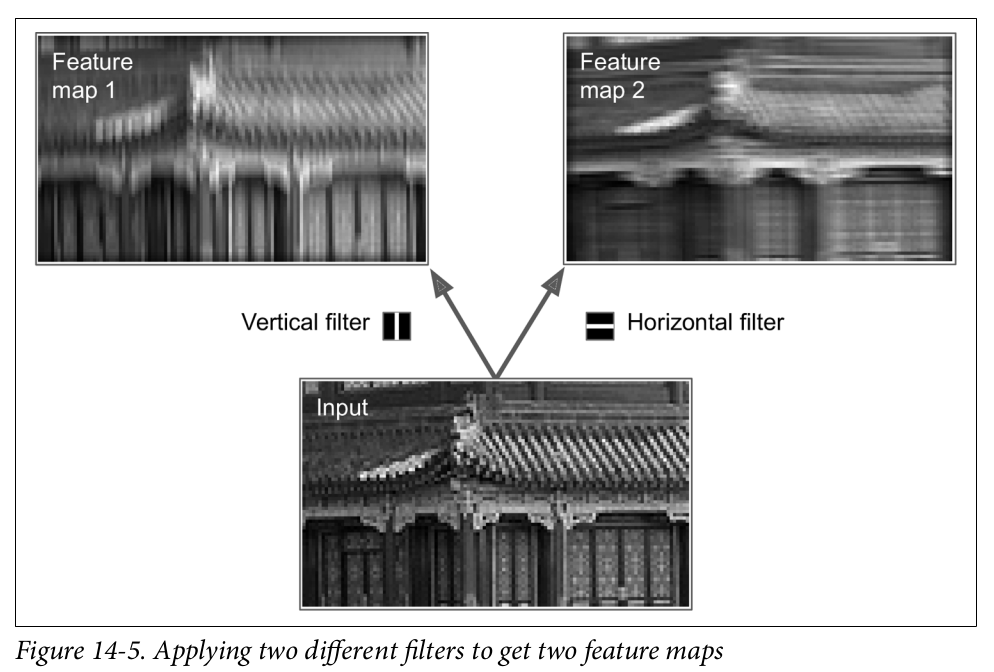 Feature
map 1
Feature
map 2
Vertical filter
Horizontal filter
Input
Figure 14-5. Applying two different filters to get two feature maps